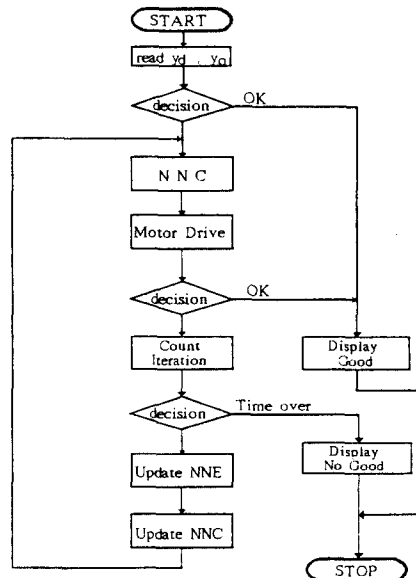 START
read yd , ya
decision
OK
N N C
Motor Drive
decision
OK
Count
Iteration
Display
Good
decision
Time over
Display
No Good
Update NNE
Update NNC
STOP